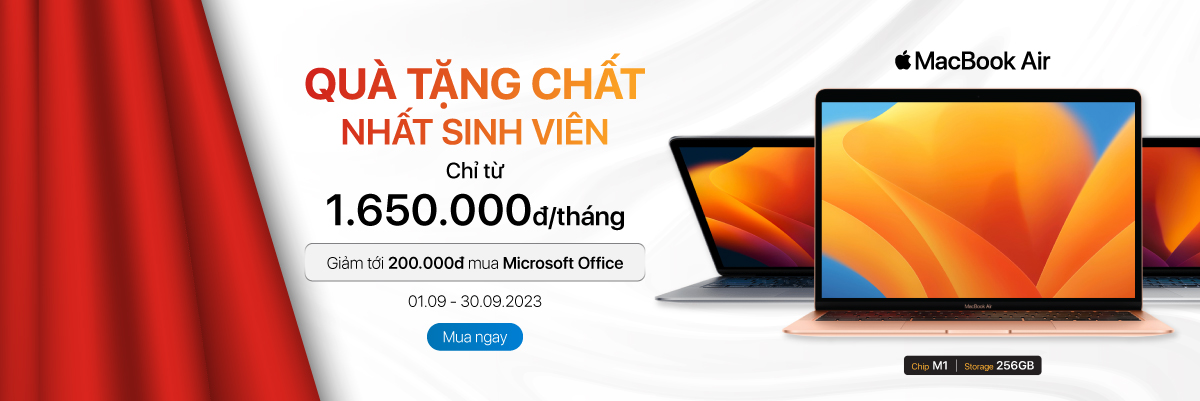 QUÀ TẶNG CHẤT
NHẤT SINH VIÊN
Chỉ từ
1.650.000đ/tháng
Giảm tới 200.000đ mua Microsoft Office
01.09 - 30.09.2023
Mua ngay
MacBook Air
MacBook Air
Chip M1 | Storage 256GB